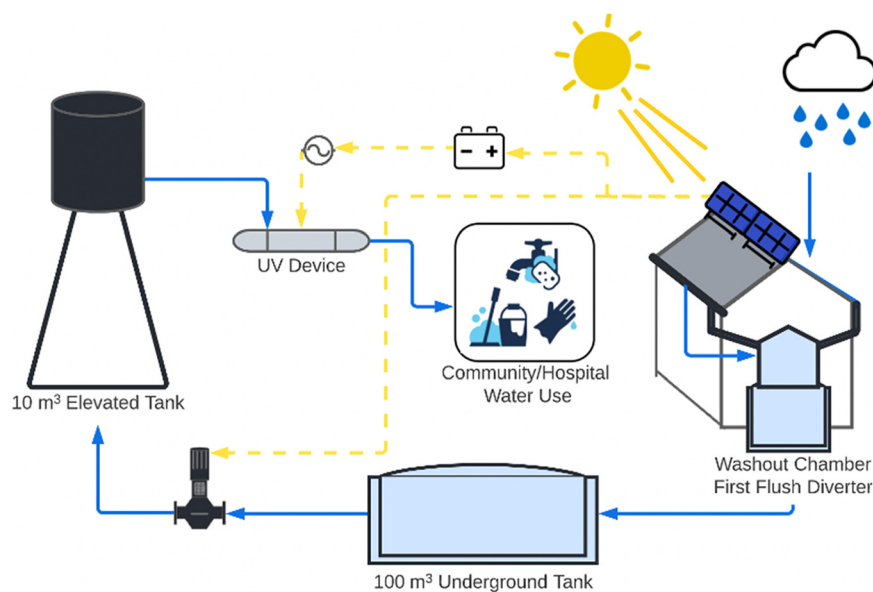 UV Device
10 m³ Elevated Tank
Community/Hospital
Water Use
Washout Chamber
First Flush Diverter
100 m³ Underground Tank